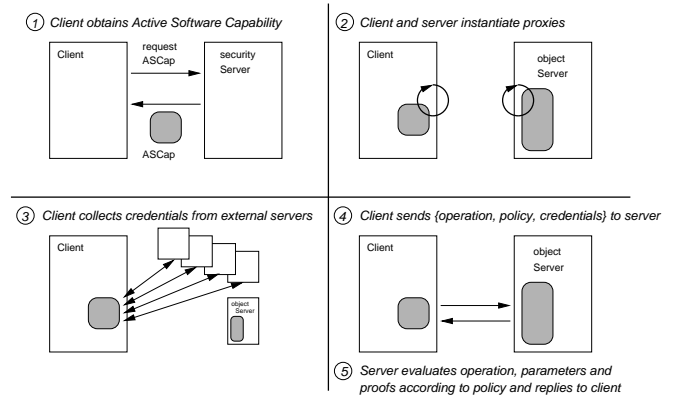 1 Client obtains Active Software Capability
Client
request
ASCap
security
Server
ASCap
2 Client and server instantiate proxies
Client
object
Server
3 Client collects credentials from external servers
Client
object
Server
4 Client sends {operation, policy, credentials} to server
Client
object
Server
5 Server evaluates operation, parameters and
proofs according to policy and replies to client